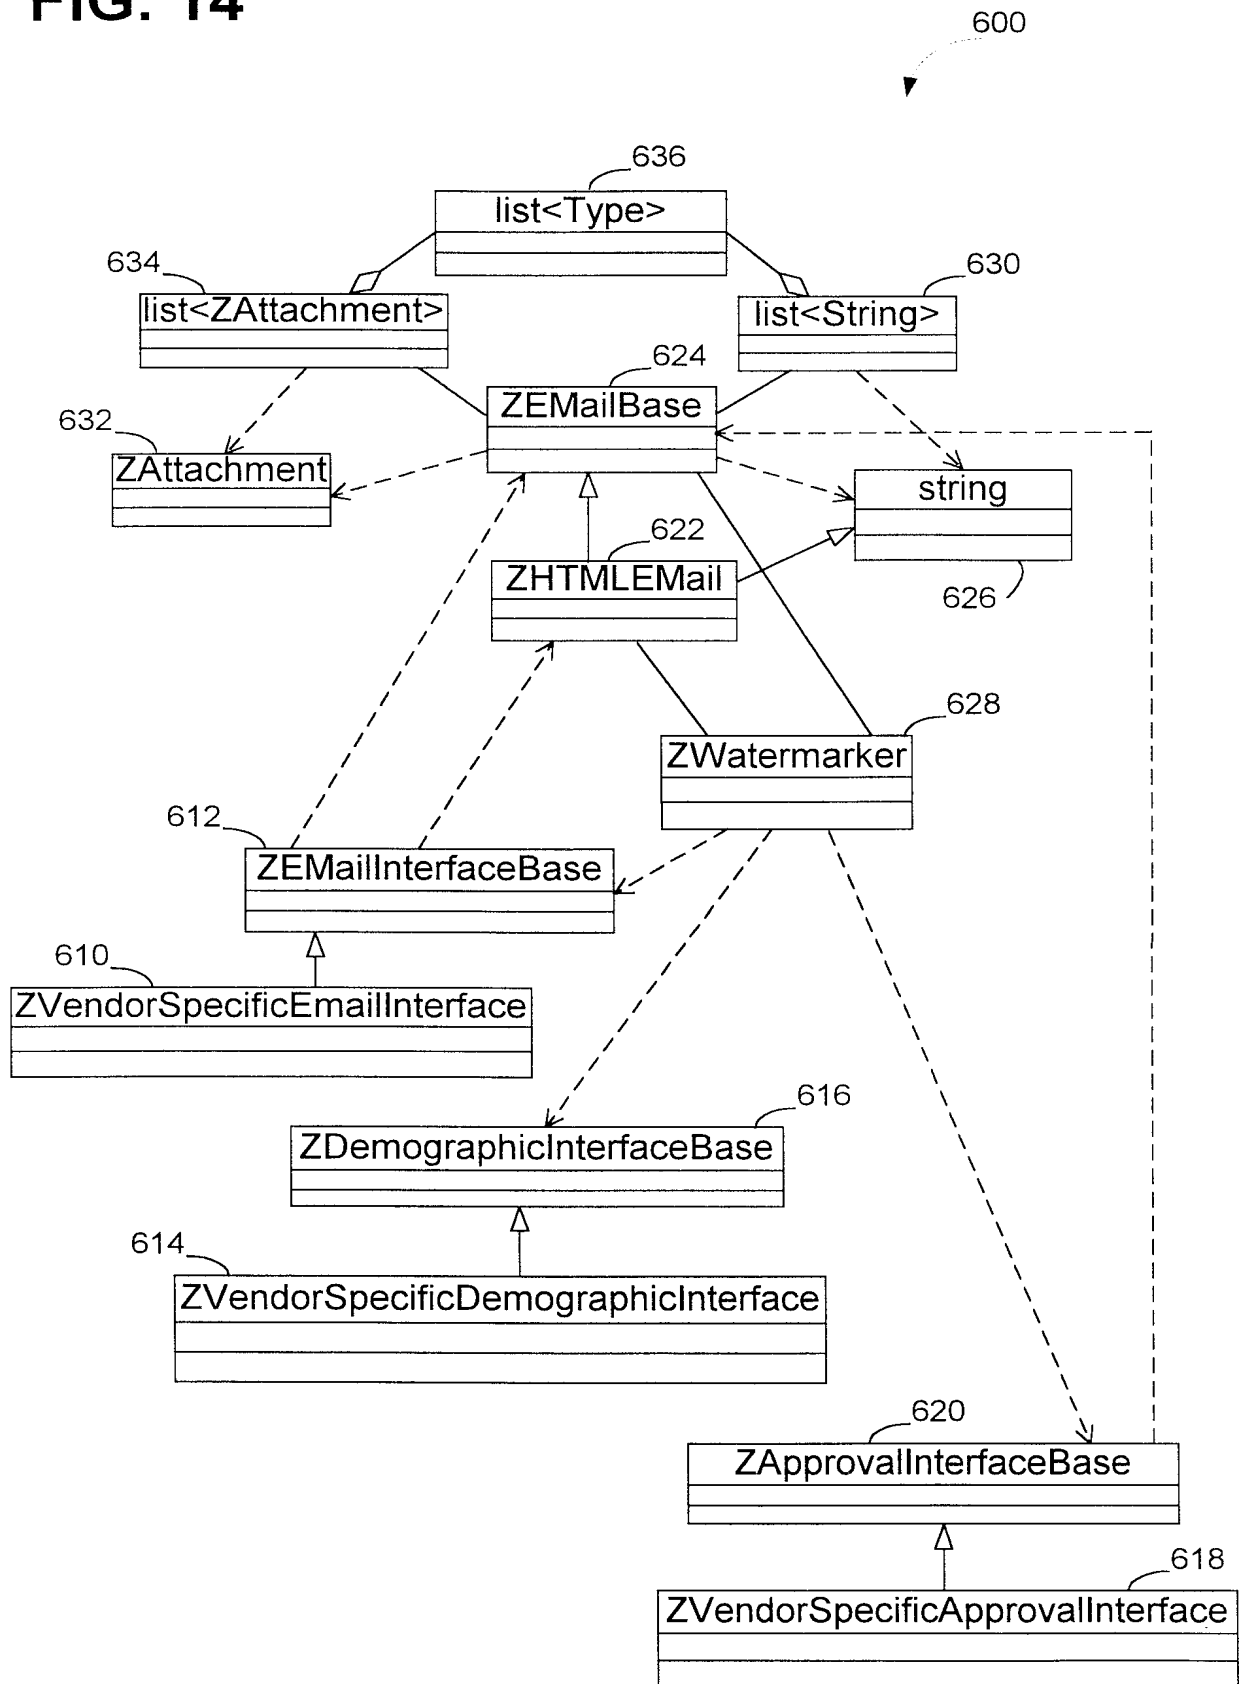 FIG. 14
600
636
list<Type>
634
630
list<ZAttachment>
list<String>
624
ZEMailBase
632
ZAttachment
string
622
ZHTMLEMail
626
628
ZWatermarker
612
ZEMailInterfaceBase
610
ZVendorSpecificEmailInterface
616
ZDemographicInterfaceBase
614
ZVendorSpecificDemographicInterface
620
ZApprovalInterfaceBase
618
ZVendorSpecificApprovalInterface